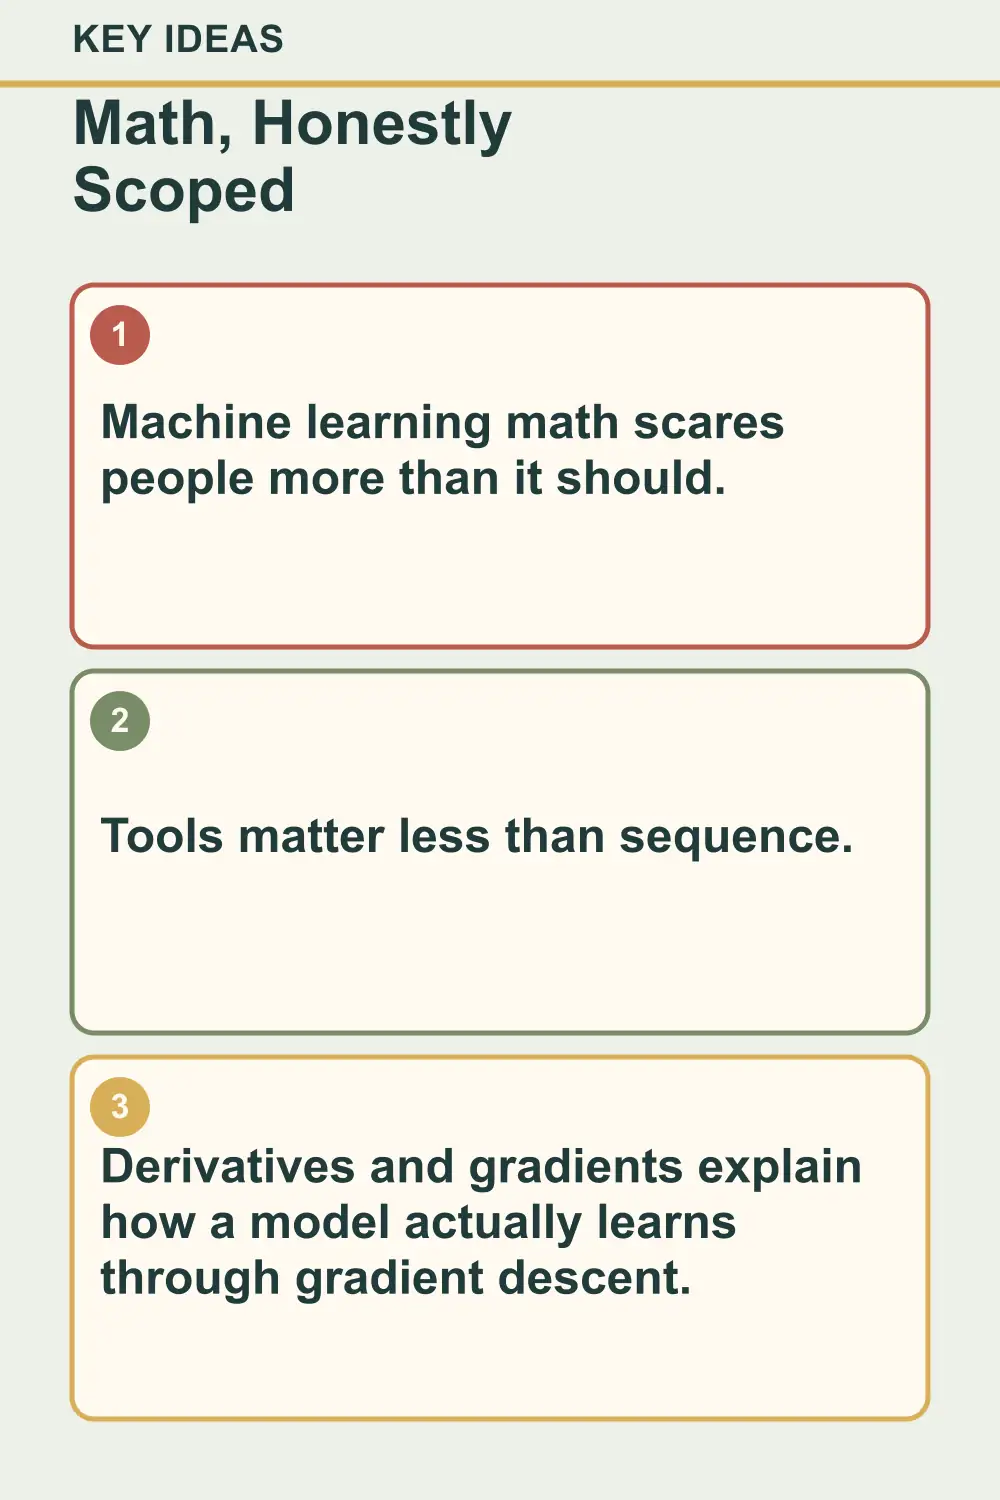 KEY IDEAS
Math, Honestly
Scoped
1
Machine learning math scares
people more than it should.
2
Tools matter less than sequence.
3
Derivatives and gradients explain
how a model actually learns
through gradient descent.